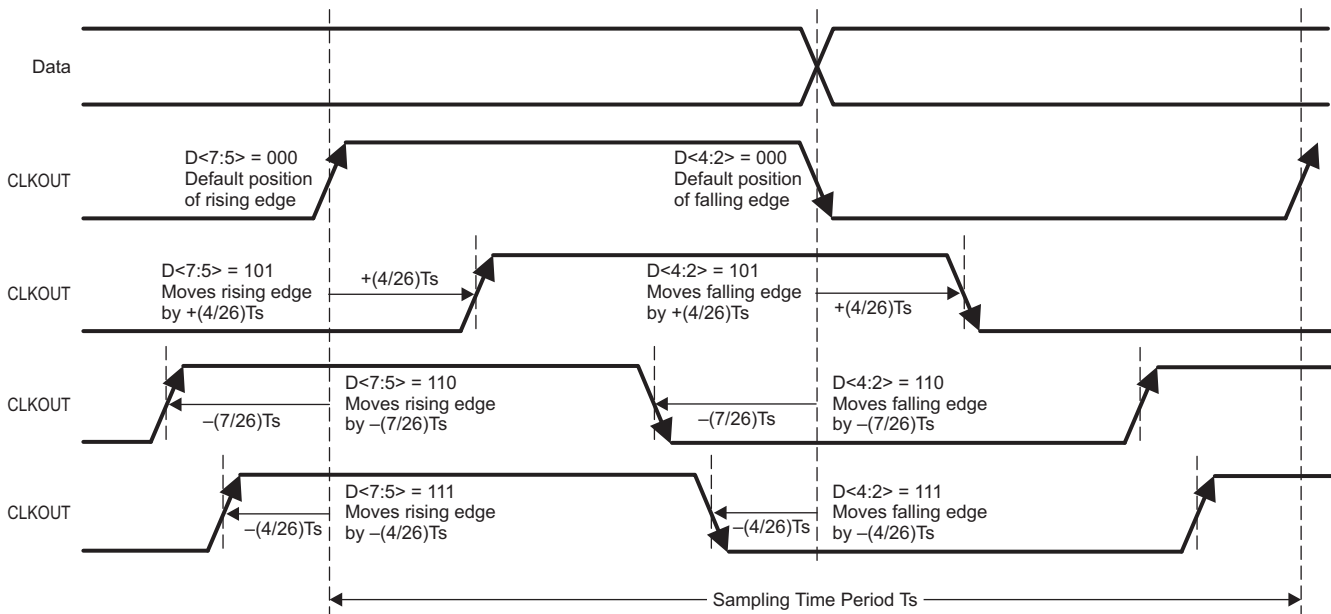 Data
D<7:5> = 000
Default position
of rising edge
D<4:2> = 000
Default position
of falling edge
CLKOUT
D<7:5> = 101
Moves rising edge
by +(4/26)Ts
+(4/26)Ts
D<4:2> = 101
Moves falling edge
by +(4/26)Ts
+(4/26)Ts
CLKOUT
–(7/26)Ts
D<7:5> = 110
Moves rising edge
by –(7/26)Ts
–(7/26)Ts
D<4:2> = 110
Moves falling edge
by –(7/26)Ts
CLKOUT
–(4/26)Ts
D<7:5> = 111
Moves rising edge
by –(4/26)Ts
–(4/26)Ts
D<4:2> = 111
Moves falling edge
by –(4/26)Ts
CLKOUT
Sampling Time Period Ts